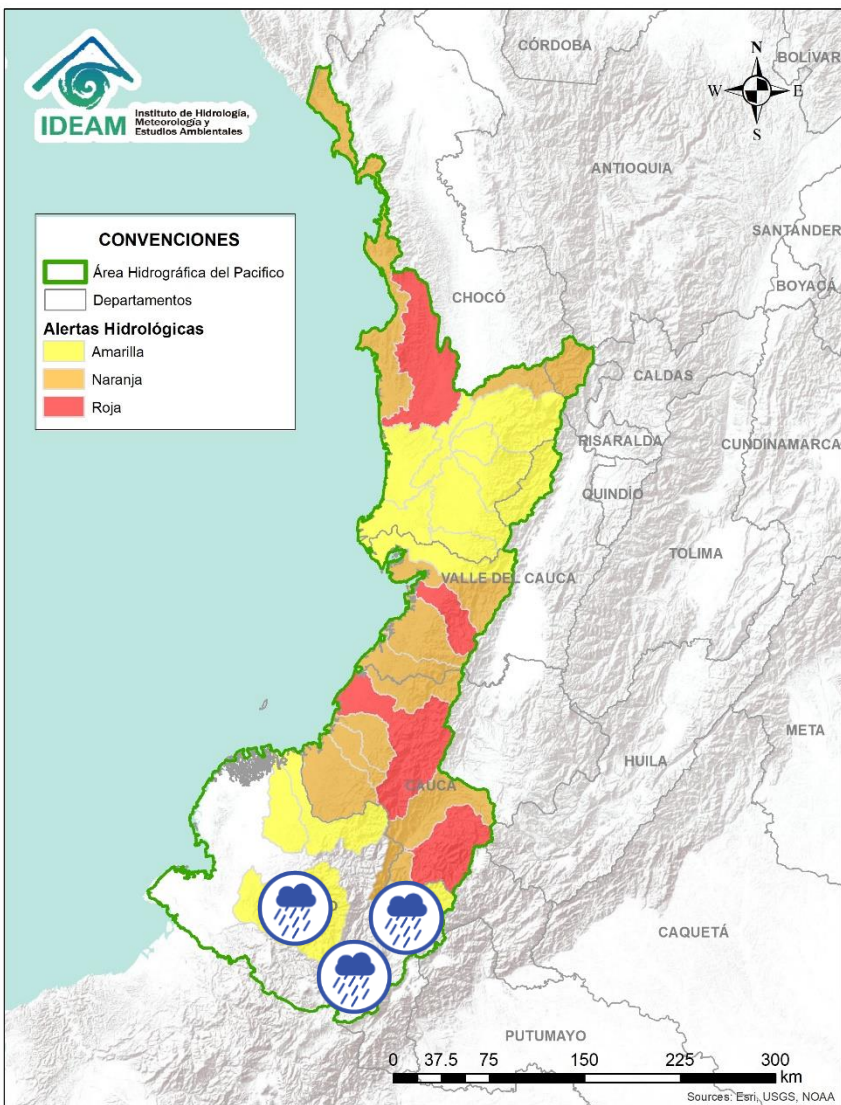 IDEAM
Instituto de Hidrología,
Meteorología y
Estudios Ambientales
N
W
E
S
CÓRDOBA
BOLÍVAR
ANTIOQUIA
SANTANDER
BOYACÁ
CHOCÓ
CALDAS
RISARALDA
CUNDINAMARCA
QUINDÍO
TOLIMA
VALLE DEL CAUCA
META
HUILA
CAUCA
CAQUETÁ
PUTUMAYO
CONVENCIONES
Área Hidrográfica del Pacifico
Departamentos
Alertas Hidrológicas
Amarilla
Naranja
Roja
0 37.5 75 150 225 300
km
Sources: Esri, USGS, NOAA